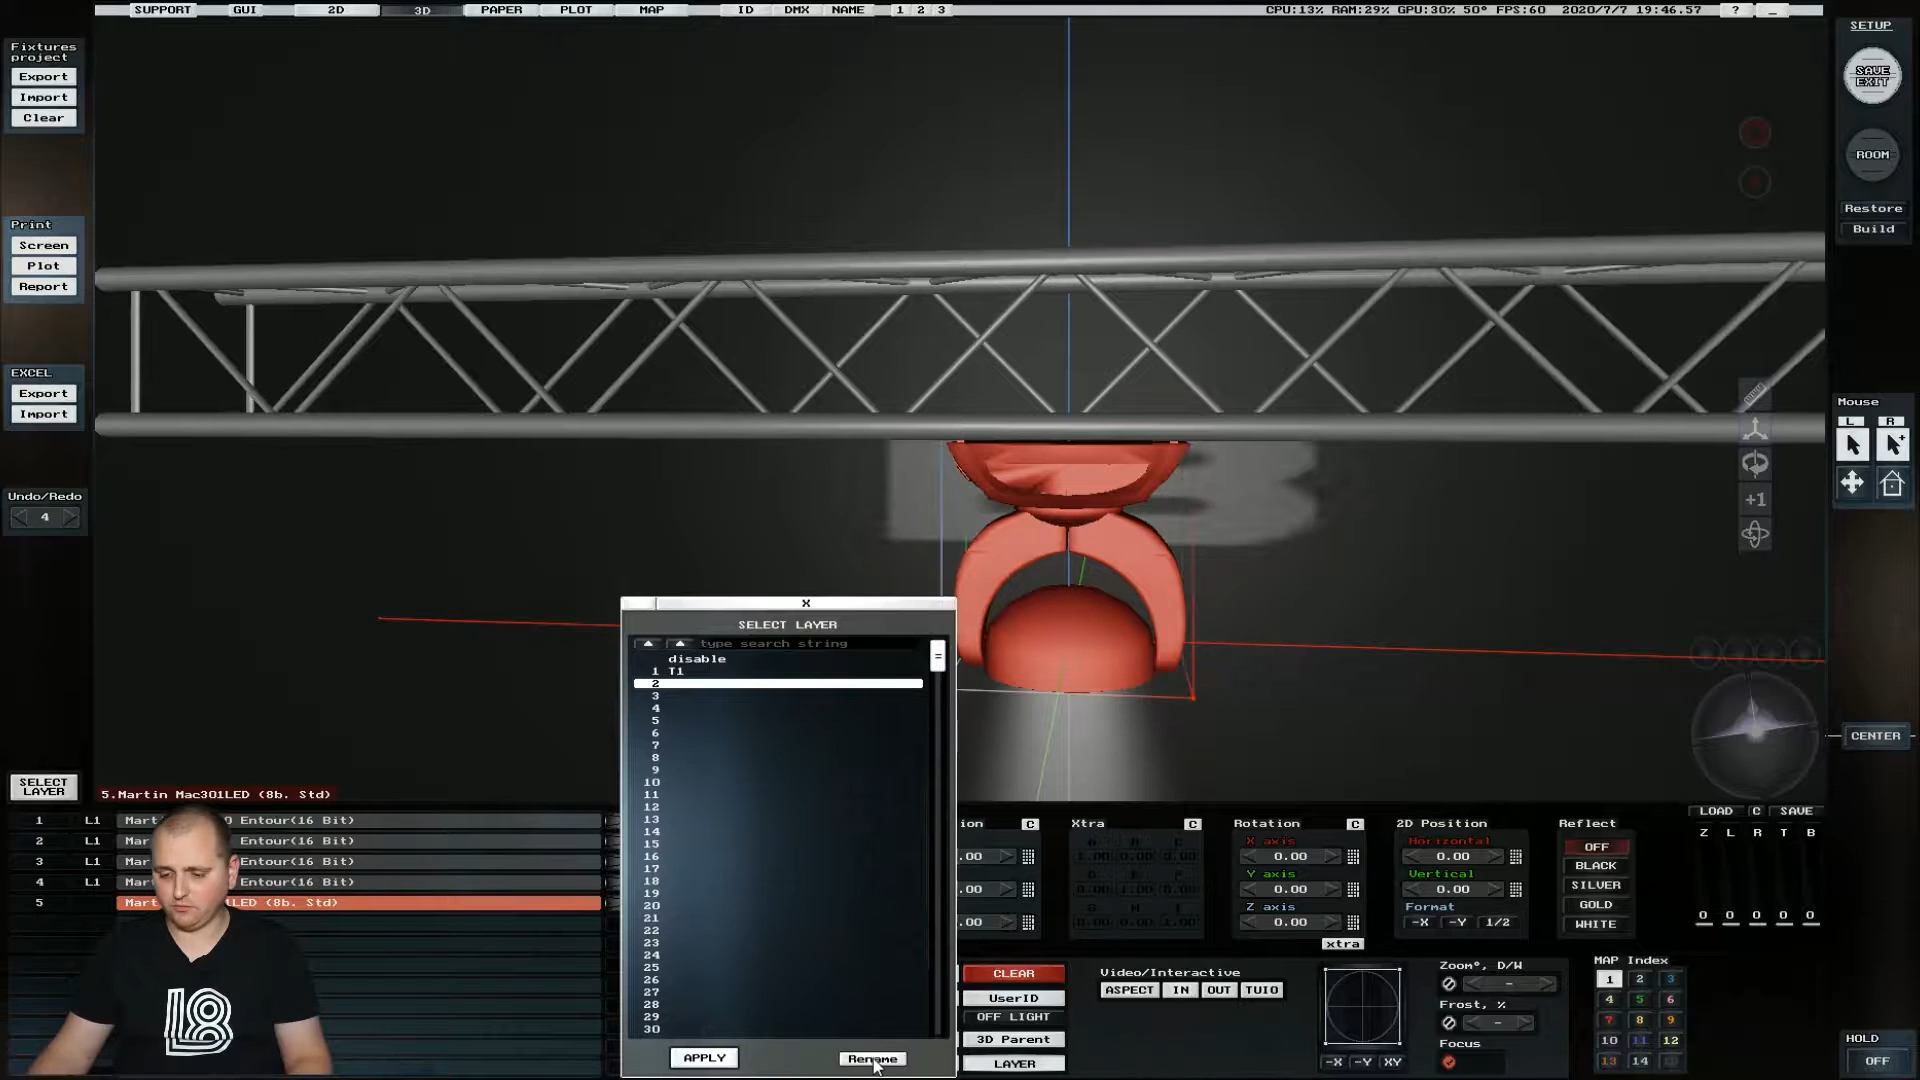 SUPPORT GUI 2D 3D PAPER PLOT MAP ID DMX NAME 1 2 3 CPU:13% RAM:29% GPU:30% 50° FPS:60 2020/7/7 19:46.57 ? _
Fixtures
project
Export
Import
Clear
Print
Screen
Plot
Report
EXCEL
Export
Import
Undo/Redo
4
SETUP
SAVE
EXIT
ROOM
Restore
Build
Mouse
L R
+1
CENTER
X
SELECT LAYER
type search string
disable
1 T1
2
3
4
5
6
7
8
9
10
11
12
13
14
15
16
17
18
19
20
21
22
23
24
25
26
27
28
29
30
APPLY Rename
SELECT
LAYER
5.Martin Mac301LED (8b. Std)
1 L1 Entour(16 Bit)
2 L1 Entour(16 Bit)
3 L1 Entour(16 Bit)
4 L1 Entour(16 Bit)
5 (8b. Std)
L8
C
Xtra C
Rotation C
X axis
0.00
Y axis
0.00
Z axis
0.00
xtra
2D Position
Horizontal
0.00
Vertical
0.00
Format
-X -Y 1/2
Reflect
OFF
BLACK
SILVER
GOLD
WHITE
LOAD C SAVE
Z L R T B
0 0 0 0 0
CLEAR
UserID
OFF LIGHT
3D Parent
LAYER
Video/Interactive
ASPECT IN OUT TUIO
-X -Y XY
Zoom°, D/W
-
Frost, %
-
Focus
MAP Index
1 2 3
4 5 6
7 8 9
10 11 12
13 14
HOLD
OFF